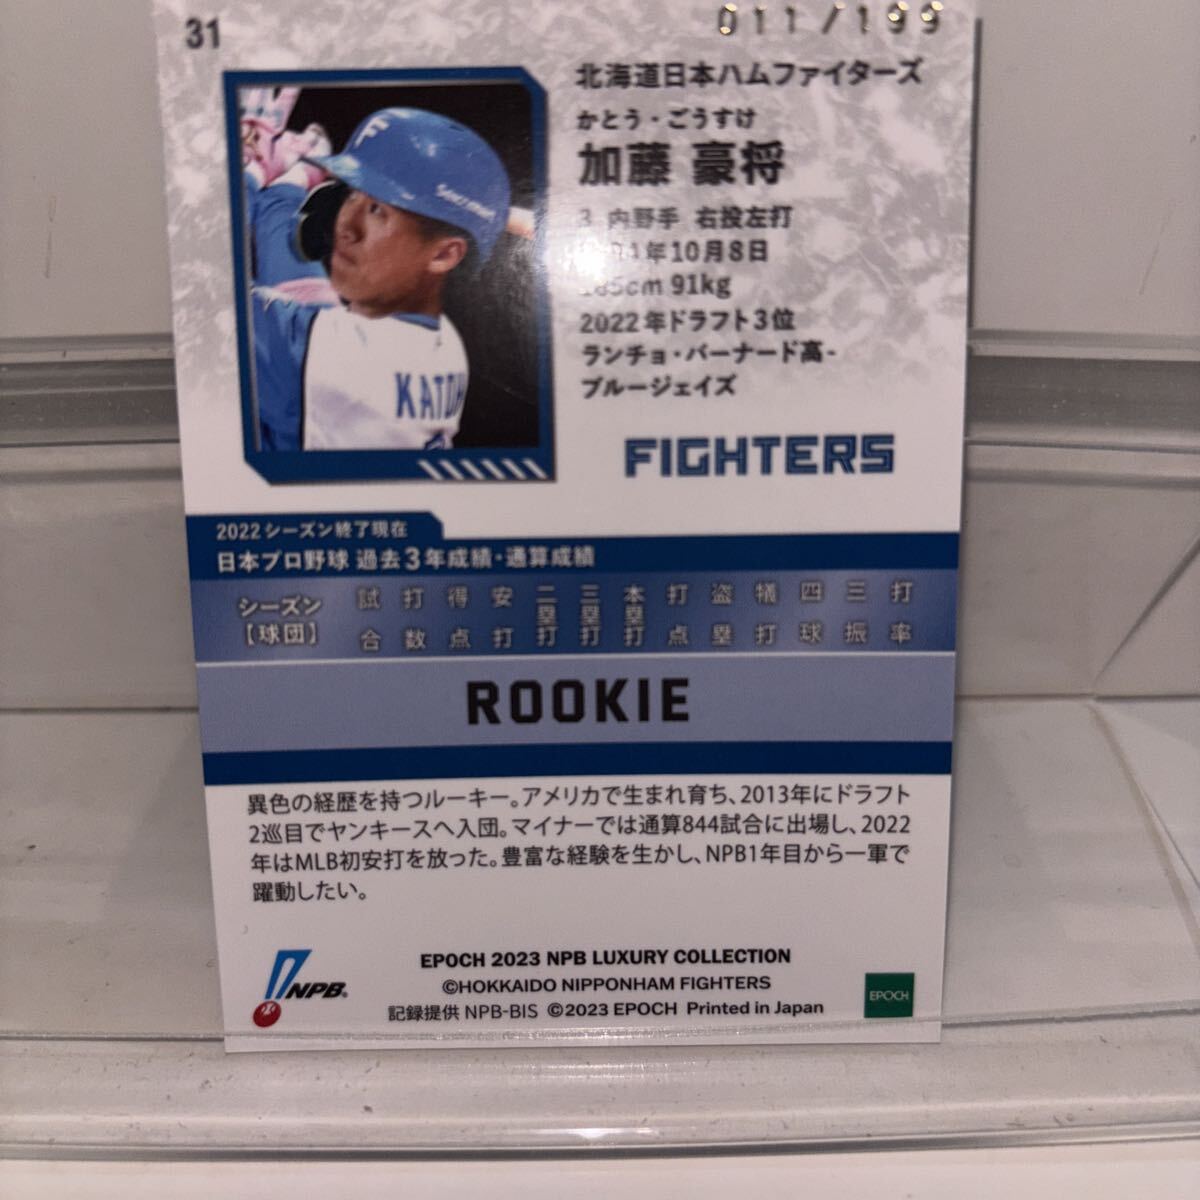 31
011/199
北海道日本ハムファイターズ
かとう・ごうすけ
加藤 豪将
3 内野手 右投左打
年10月8日
91kg
2022年ドラフト3位
ランチョ・バーナード高-
ブルージェイズ
F
KATOH
FIGHTERS
2022シーズン終了現在
日本プロ野球 過去3年成績・通算成績
シーズン【球団】 試合 打数 得点 安打 二塁打 三塁打 本塁打 打点 盗塁 犠打 四球 三振 打率
ROOKIE
異色の経歴を持つルーキー。アメリカで生まれ育ち、2013年にドラフト
2巡目でヤンキースへ入団。マイナーでは通算844試合に出場し、2022
年はMLB初安打を放った。豊富な経験を生かし、NPB1年目から一軍で
躍動したい。
NPB®
EPOCH 2023 NPB LUXURY COLLECTION
©HOKKAIDO NIPPONHAM FIGHTERS
記録提供 NPB-BIS ©2023 EPOCH Printed in Japan
EPOCH